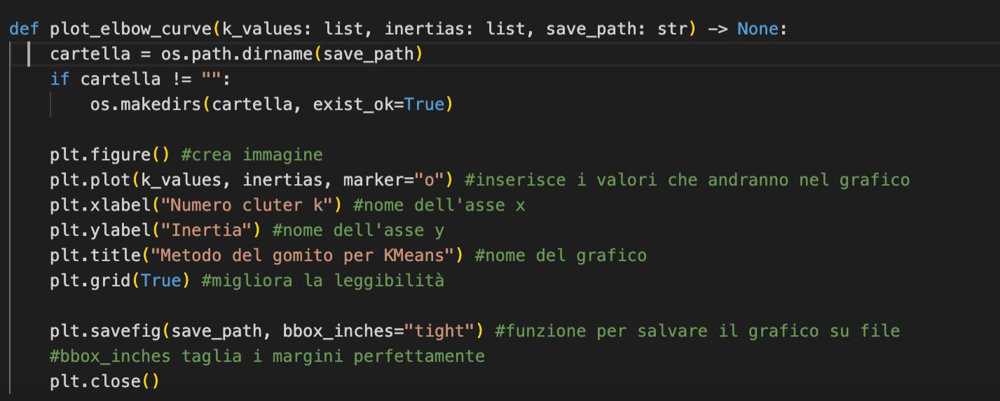 def plot_elbow_curve(k_values: list, inertias: list, save_path: str) -> None:
cartella = os.path.dirname(save_path)
if cartella != "":
os.makedirs(cartella, exist_ok=True)
plt.figure() #crea immagine
plt.plot(k_values, inertias, marker="o") #inserisce i valori che andranno nel grafico
plt.xlabel("Numero cluter k") #nome dell'asse x
plt.ylabel("Inertia") #nome dell'asse y
plt.title("Metodo del gomito per KMeans") #nome del grafico
plt.grid(True) #migliora la leggibilità
plt.savefig(save_path, bbox_inches="tight") #funzione per salvare il grafico su file
#bbox_inches taglia i margini perfettamente
plt.close()